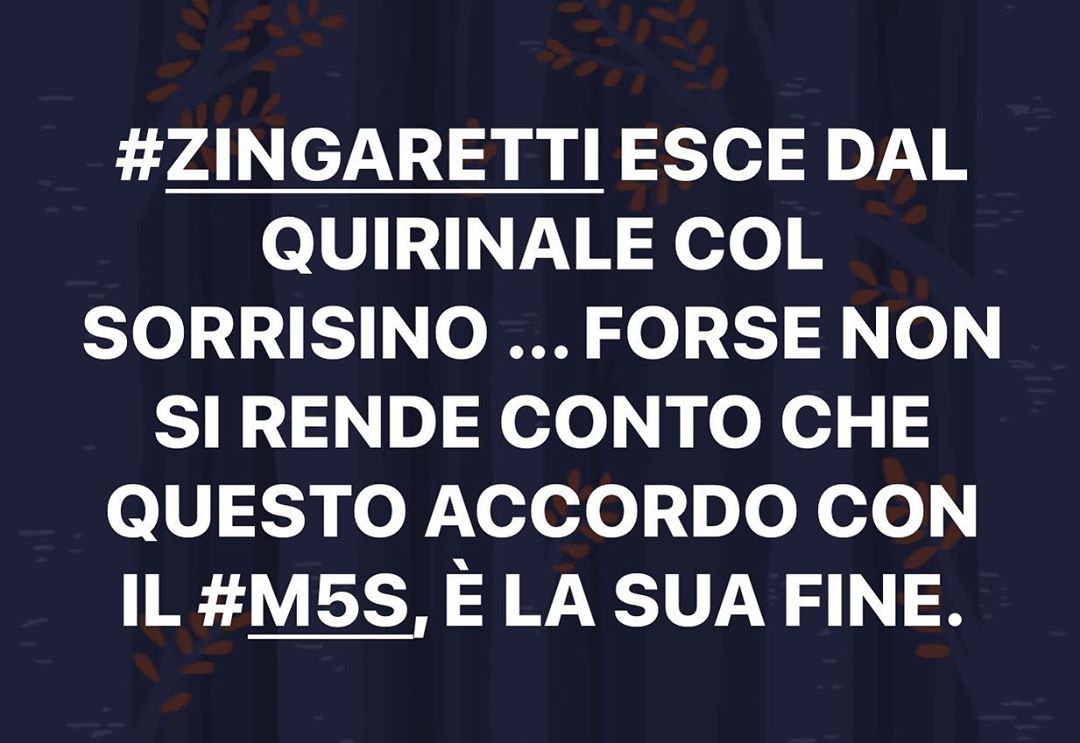 #ZINGARETTI ESCE DAL
QUIRINALE COL
SORRISINO ... FORSE NON
SI RENDE CONTO CHE
QUESTO ACCORDO CON
IL #M5S, È LA SUA FINE.